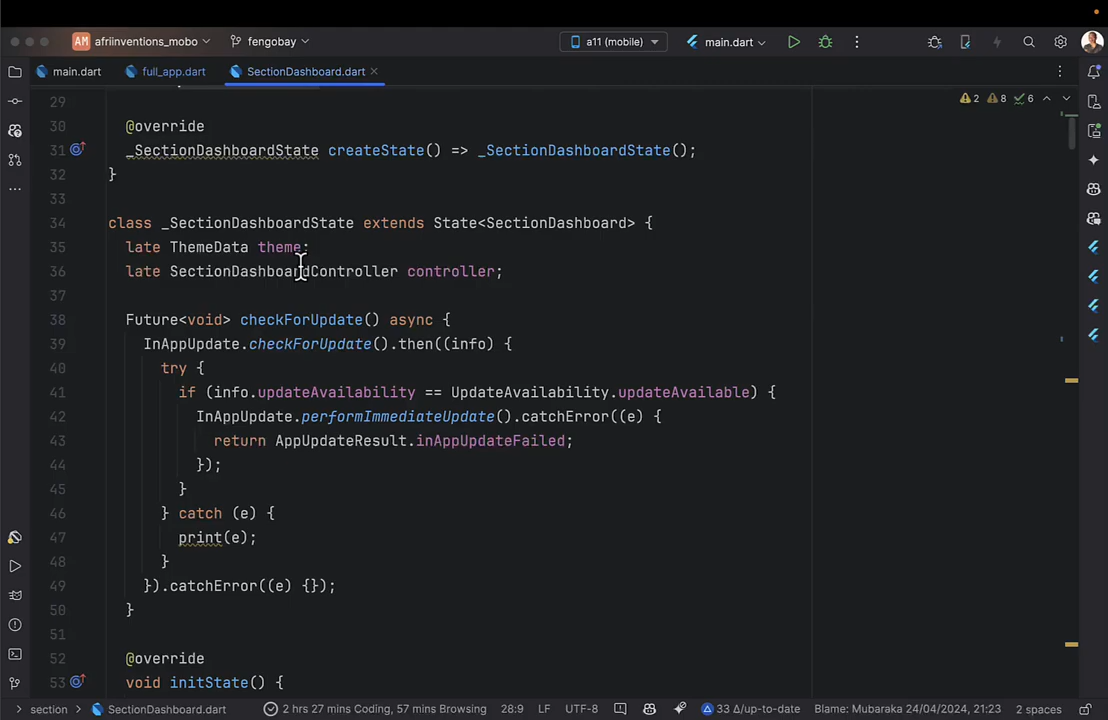 AM afriinventions_mobo fengobay a11 (mobile) main.dart
main.dart full_app.dart SectionDashboard.dart
2 8 6
29
30 @override
31 _SectionDashboardState createState() => _SectionDashboardState();
32 }
33
34 class _SectionDashboardState extends State<SectionDashboard> {
35 late ThemeData theme;
36 late SectionDashboardController controller;
37
38 Future<void> checkForUpdate() async {
39 InAppUpdate.checkForUpdate().then((info) {
40 try {
41 if (info.updateAvailability == UpdateAvailability.updateAvailable) {
42 InAppUpdate.performImmediateUpdate().catchError((e) {
43 return AppUpdateResult.inAppUpdateFailed;
44 });
45 }
46 } catch (e) {
47 print(e);
48 }
49 }).catchError((e) {});
50 }
51
52 @override
53 void initState() {
section SectionDashboard.dart 2 hrs 27 mins Coding, 57 mins Browsing 28:9 LF UTF-8 33 Δ/up-to-date Blame: Mubaraka 24/04/2024, 21:23 2 spaces